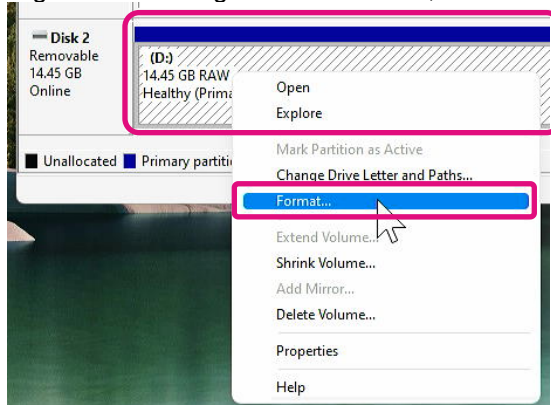 Disk 2
Removable
14.45 GB
Online
(D:)
14.45 GB RAW
Healthy (Prima
Unallocated Primary partitio
Open
Explore
Mark Partition as Active
Change Drive Letter and Paths...
Format...
Extend Volume...
Shrink Volume...
Add Mirror...
Delete Volume...
Properties
Help